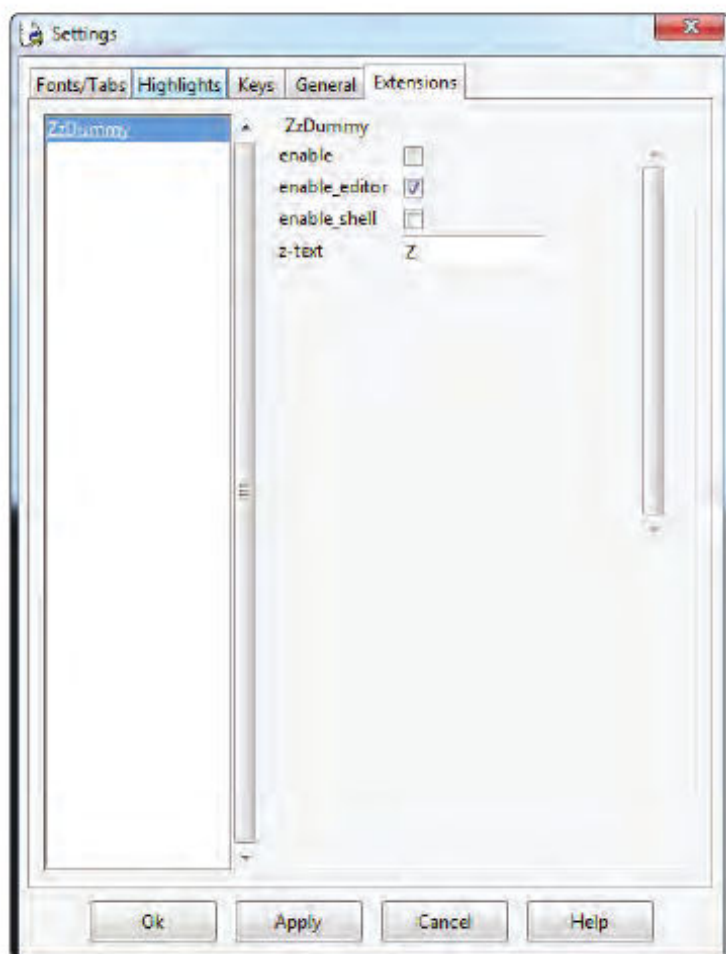 Settings
Fonts/Tabs Highlights Keys General Extensions
ZzDummy
ZzDummy
enable
enable_editor
enable_shell
z-text Z
Ok Apply Cancel Help